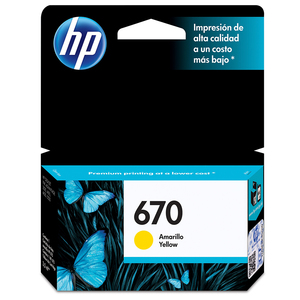 hp
Impresión de
alta calidad
a un costo
más bajo*
Premium printing at a lower cost*
670
Amarillo
Yellow